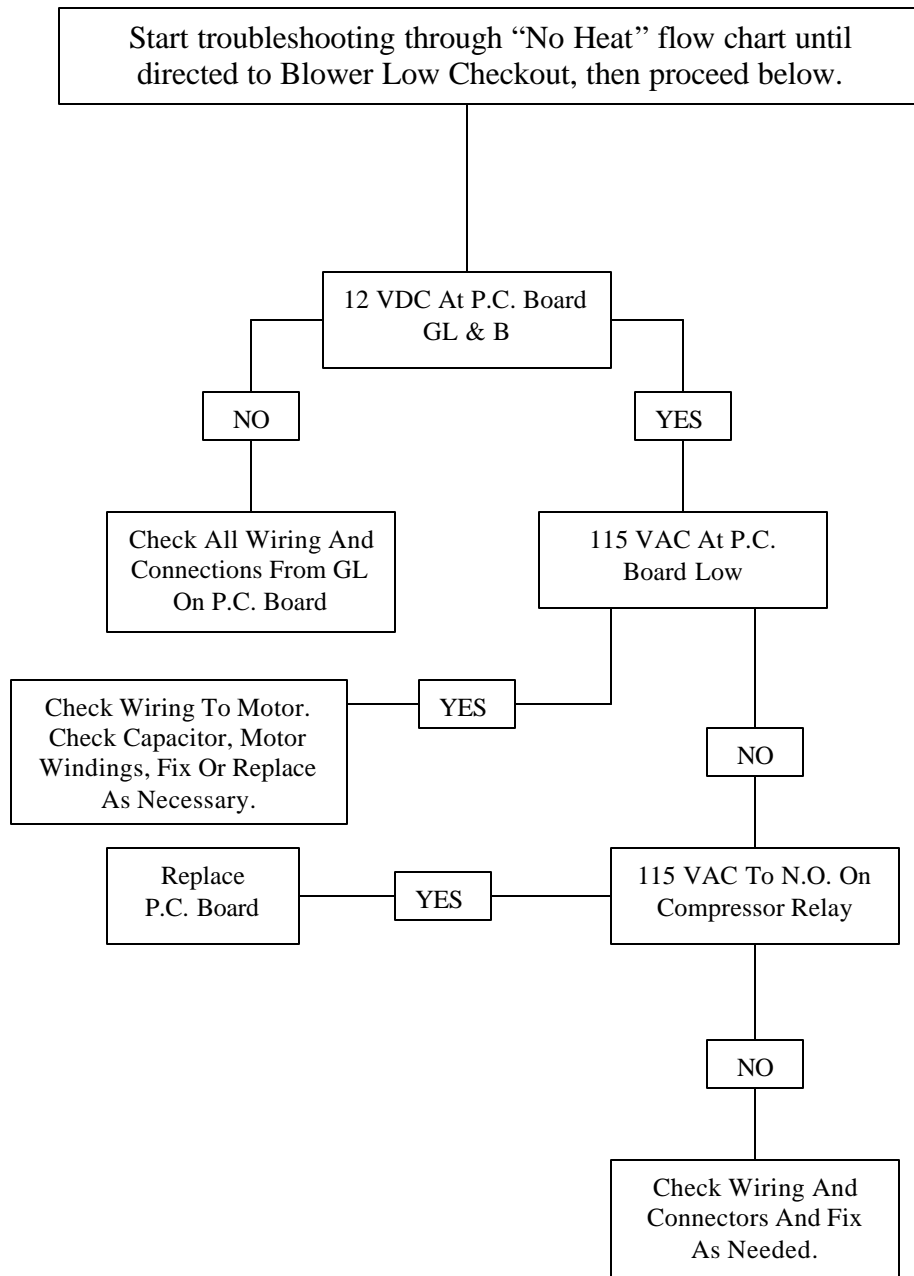 Start troubleshooting through “No Heat” flow chart until
directed to Blower Low Checkout, then proceed below.
12 VDC At P.C. Board
GL & B
NO
YES
Check All Wiring And
Connections From GL
On P.C. Board
115 VAC At P.C.
Board Low
YES
Check Wiring To Motor.
Check Capacitor, Motor
Windings, Fix Or Replace
As Necessary.
NO
Replace
P.C. Board
YES
115 VAC To N.O. On
Compressor Relay
NO
Check Wiring And
Connectors And Fix
As Needed.